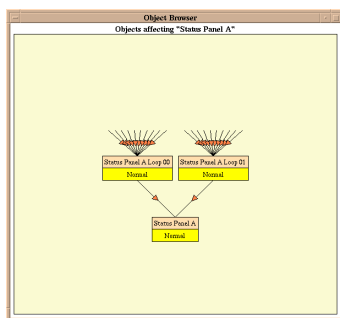 Object Browser
Objects affecting "Status Panel A"
Status Panel A Loop 00
Normal
Status Panel A Loop 01
Normal
Status Panel A
Normal